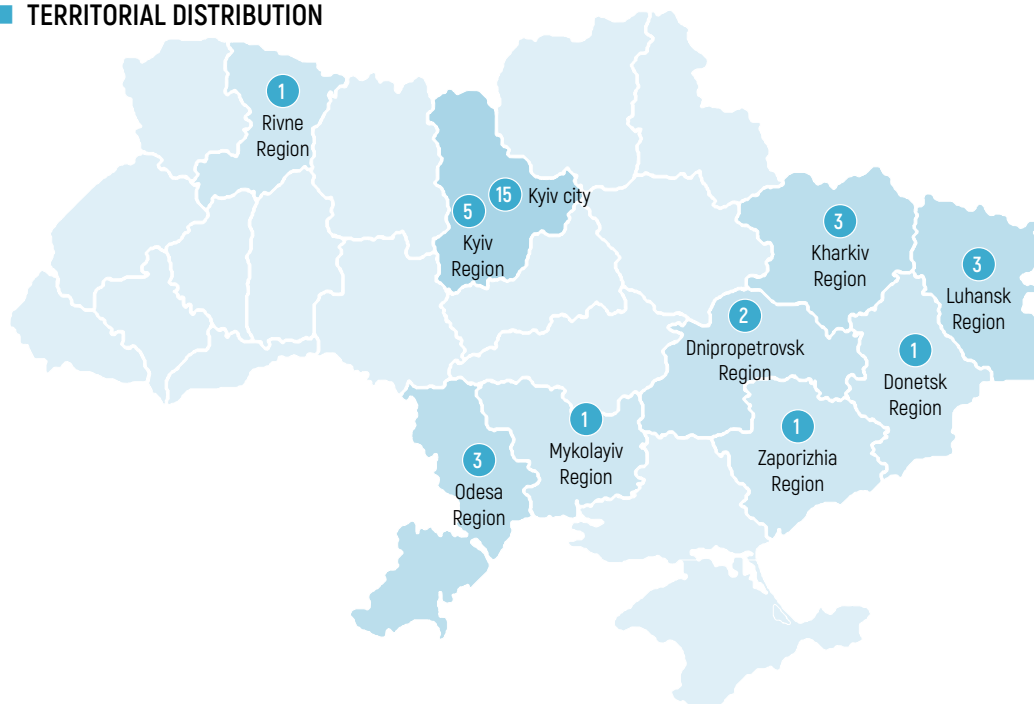 TERRITORIAL DISTRIBUTION
1
Rivne
Region
15 Kyiv city
5
Kyiv
Region
3
Kharkiv
Region
3
Luhansk
Region
2
Dnipropetrovsk
Region
1
Donetsk
Region
1
Mykolayiv
Region
1
Zaporizhia
Region
3
Odesa
Region